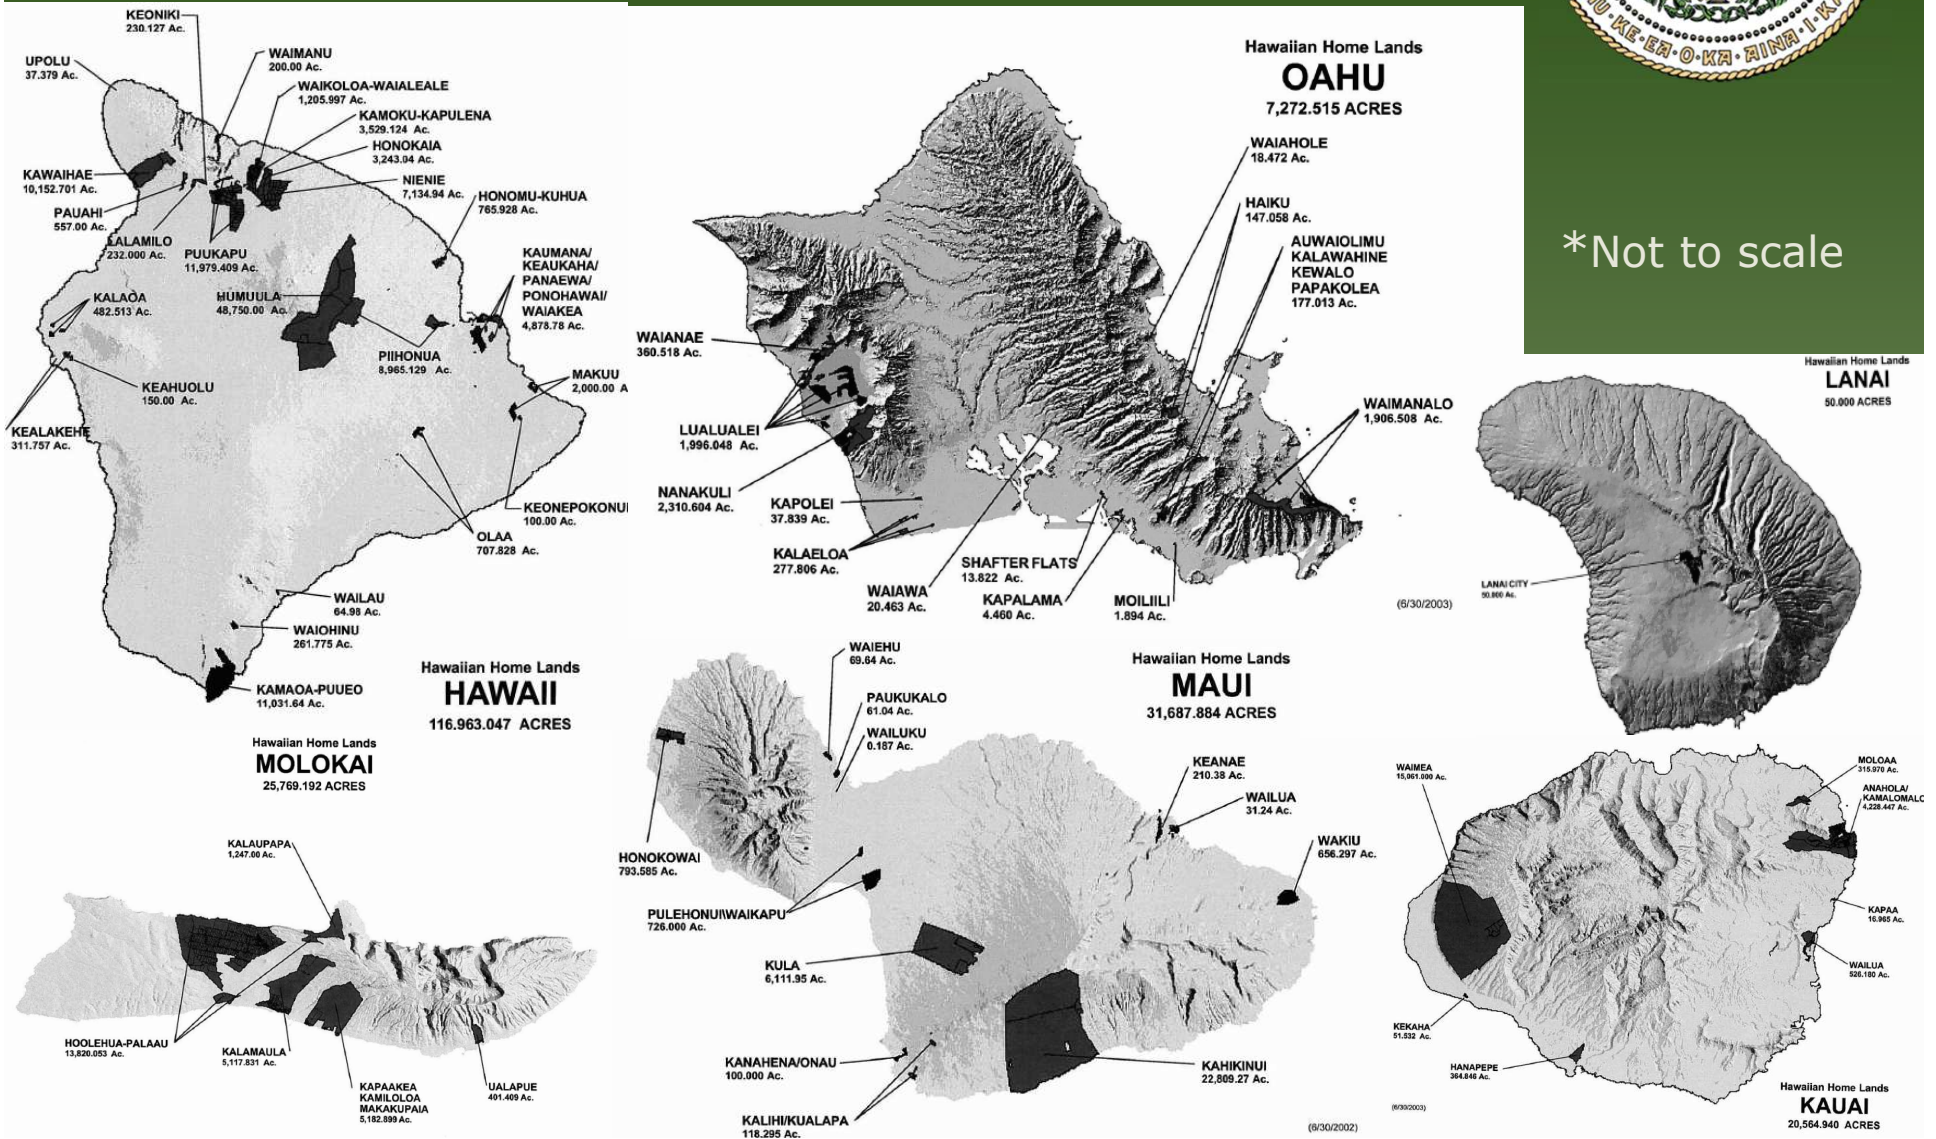 KEONIKI
230.127 Ac.
UPOLU
37.379 Ac.
WAIMANU
200.00 Ac.
WAIKOLOA-WAIALEALE
1,205.997 Ac.
KAMOKU-KAPULENA
3,529.124 Ac.
HONOKAIA
3,243.04 Ac.
NIENIE
7,134.94 Ac.
KAWAIHAE
10,152.701 Ac.
PAUAHI
557.00 Ac.
LALAMILO
232.000 Ac.
PUUKAPU
11,979.409 Ac.
HONOMU-KUHUA
765.928 Ac.
KAUMANA/
KEAUKAHA/
PANAEWA/
PONOHAWAI/
WAIAKEA
4,878.78 Ac.
KALAOA
482.513 Ac.
HUMUULA
48,750.00 Ac.
PIIHONUA
8,965.129 Ac.
KEAHUOLU
150.00 Ac.
MAKUU
2,000.00 A
KEALAKEHE
311.757 Ac.
KEONEPOKONUI
100.00 Ac.
OLAA
707.828 Ac.
WAILAU
64.98 Ac.
WAIOHINU
261.775 Ac.
KAMAOA-PUUEO
11,031.64 Ac.
Hawaiian Home Lands
HAWAII
116.963.047 ACRES
Hawaiian Home Lands
OAHU
7,272.515 ACRES
WAIAHOLE
18.472 Ac.
HAIKU
147.058 Ac.
AUWAIOLIMU
KALAWAHINE
KEWALO
PAPAKOLEA
177.013 Ac.
WAIANAE
360.518 Ac.
LUALUALEI
1,996.048 Ac.
NANAKULI
2,310.604 Ac.
KAPOLEI
37.839 Ac.
KALAELOA
277.806 Ac.
WAIAWA
20.463 Ac.
SHAFTER FLATS
13.822 Ac.
KAPALAMA
4.460 Ac.
MOILIILI
1.894 Ac.
WAIMANALO
1,906.508 Ac.
(6/30/2003)
U·KE·EA·O·KA·AINA·I·KA
*Not to scale
Hawaiian Home Lands
LANAI
50.000 ACRES
LANAI CITY
50.000 Ac.
Hawaiian Home Lands
MOLOKAI
25,769.192 ACRES
KALAUPAPA
1,247.00 Ac.
HOOLEHUA-PALAAU
13,820.053 Ac.
KALAMAULA
5,117.831 Ac.
KAPAAKEA
KAMILOLOA
MAKAKUPAIA
5,182.899 Ac.
UALAPUE
401.409 Ac.
Hawaiian Home Lands
MAUI
31,687.884 ACRES
WAIEHU
69.64 Ac.
PAUKUKALO
61.04 Ac.
WAILUKU
0.187 Ac.
KEANAE
210.38 Ac.
WAILUA
31.24 Ac.
WAKIU
656.297 Ac.
HONOKOWAI
793.585 Ac.
PULEHONUI\WAIKAPU
726.000 Ac.
KULA
6,111.95 Ac.
KANAHENA/ONAU
100.000 Ac.
KALIHI/KUALAPA
118.295 Ac.
KAHIKINUI
22,809.27 Ac.
(6/30/2002)
WAIMEA
15,061.000 Ac.
MOLOAA
315.970 Ac.
ANAHOLA/
KAMALOMALO
4,228.447 Ac.
KAPAA
16.965 Ac.
WAILUA
526.180 Ac.
KEKAHA
51.532 Ac.
HANAPEPE
364.846 Ac.
(6/30/2003)
Hawaiian Home Lands
KAUAI
20,564.940 ACRES